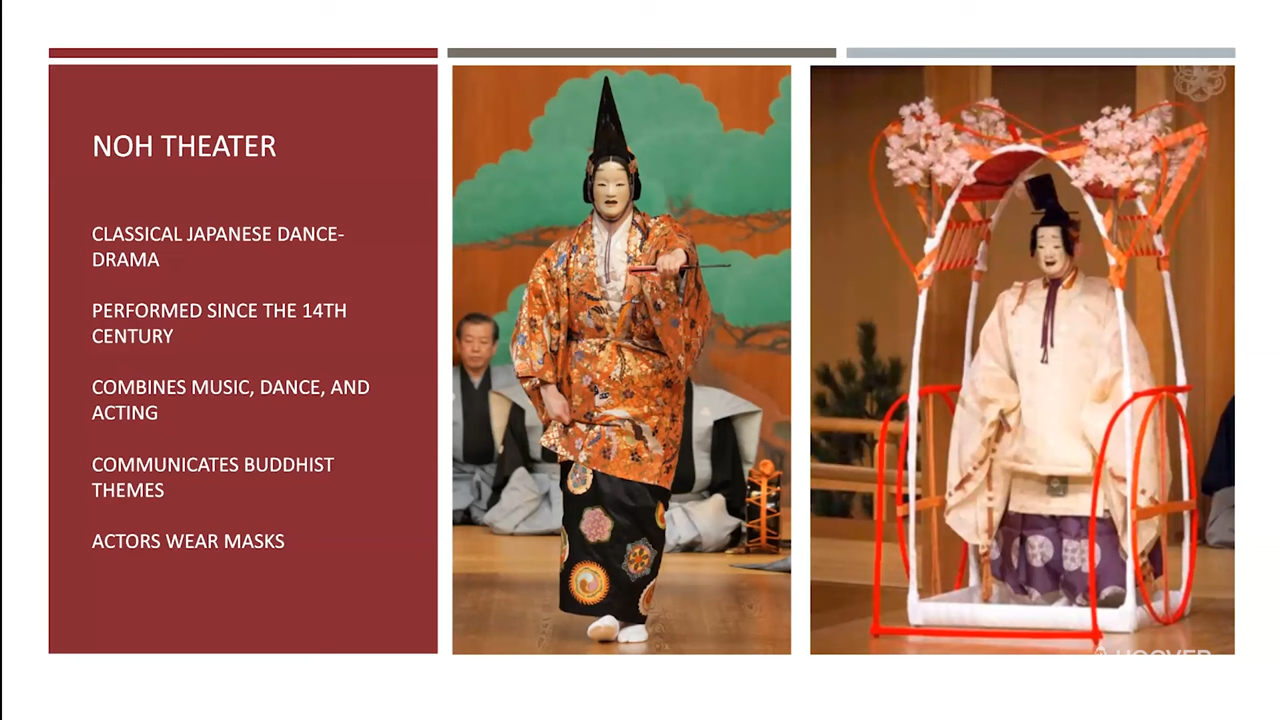 NOH THEATER
CLASSICAL JAPANESE DANCE-
DRAMA
PERFORMED SINCE THE 14TH
CENTURY
COMBINES MUSIC, DANCE, AND
ACTING
COMMUNICATES BUDDHIST
THEMES
ACTORS WEAR MASKS
HOOVER